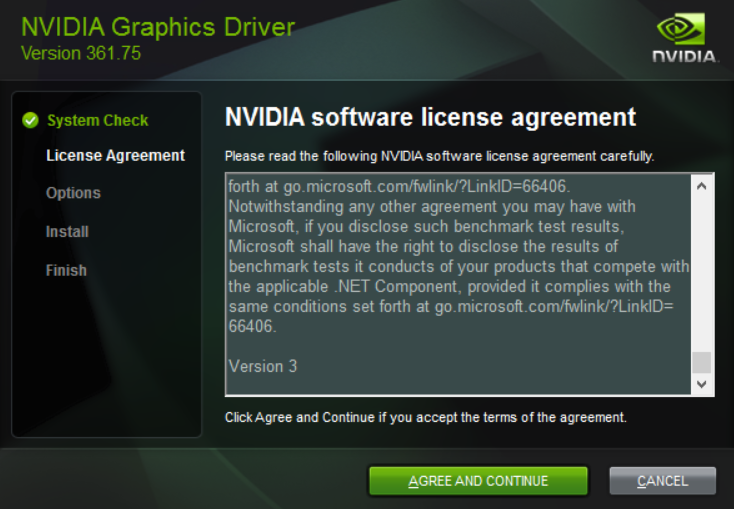 NVIDIA Graphics Driver
Version 361.75
NVIDIA.
System Check
License Agreement
Options
Install
Finish
NVIDIA software license agreement
Please read the following NVIDIA software license agreement carefully.
forth at go.microsoft.com/fwlink/?LinkID=66406.
Notwithstanding any other agreement you may have with
Microsoft, if you disclose such benchmark test results,
Microsoft shall have the right to disclose the results of
benchmark tests it conducts of your products that compete with
the applicable .NET Component, provided it complies with the
same conditions set forth at go.microsoft.com/fwlink/?LinkID=
66406.
Version 3
Click Agree and Continue if you accept the terms of the agreement.
AGREE AND CONTINUE
CANCEL